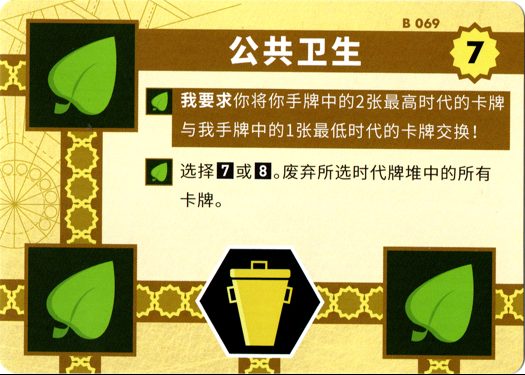 B 069
公共卫生
7
我要求你将你手牌中的2张最高时代的卡牌
与我手牌中的1张最低时代的卡牌交换！
选择7或8。废弃所选时代牌堆中的所有
卡牌。